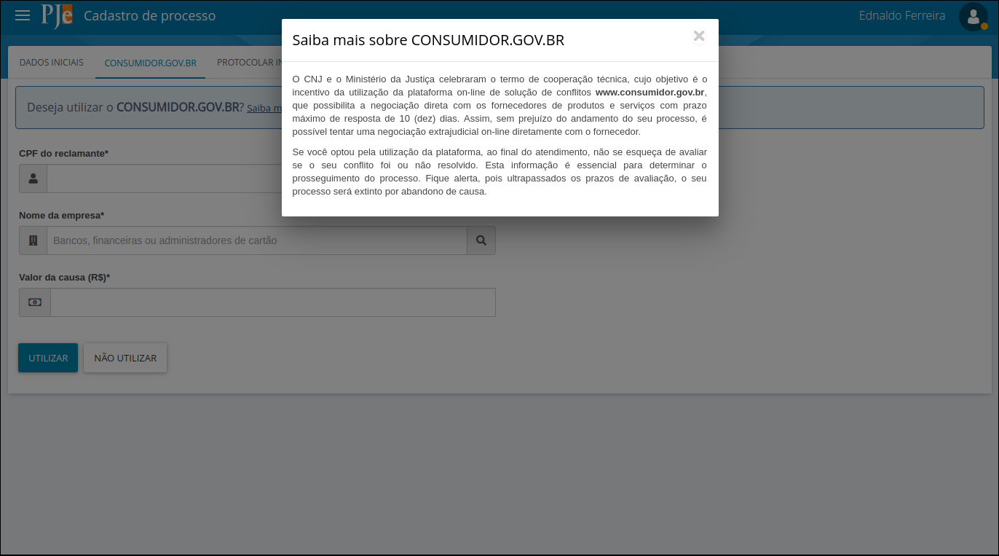 PJe Cadastro de processo
Ednaldo Ferreira
Saiba mais sobre CONSUMIDOR.GOV.BR
O CNJ e o Ministério da Justiça celebraram o termo de cooperação técnica, cujo objetivo é o
incentivo da utilização da plataforma on-line de solução de conflitos www.consumidor.gov.br,
que possibilita a negociação direta com os fornecedores de produtos e serviços com prazo
máximo de resposta de 10 (dez) dias. Assim, sem prejuízo do andamento do seu processo, é
possível tentar uma negociação extrajudicial on-line diretamente com o fornecedor.
Se você optou pela utilização da plataforma, ao final do atendimento, não se esqueça de avaliar
se o seu conflito foi ou não resolvido. Esta informação é essencial para determinar o
prosseguimento do processo. Fique alerta, pois ultrapassados os prazos de avaliação, o seu
processo será extinto por abandono de causa.
DADOS INICIAIS CONSUMIDOR.GOV.BR PROTOCOLAR
Deseja utilizar o CONSUMIDOR.GOV.BR? Saiba
CPF do reclamante*
Nome da empresa*
Bancos, financeiras ou administradores de cartão
Valor da causa (R$)*
UTILIZAR NÃO UTILIZAR